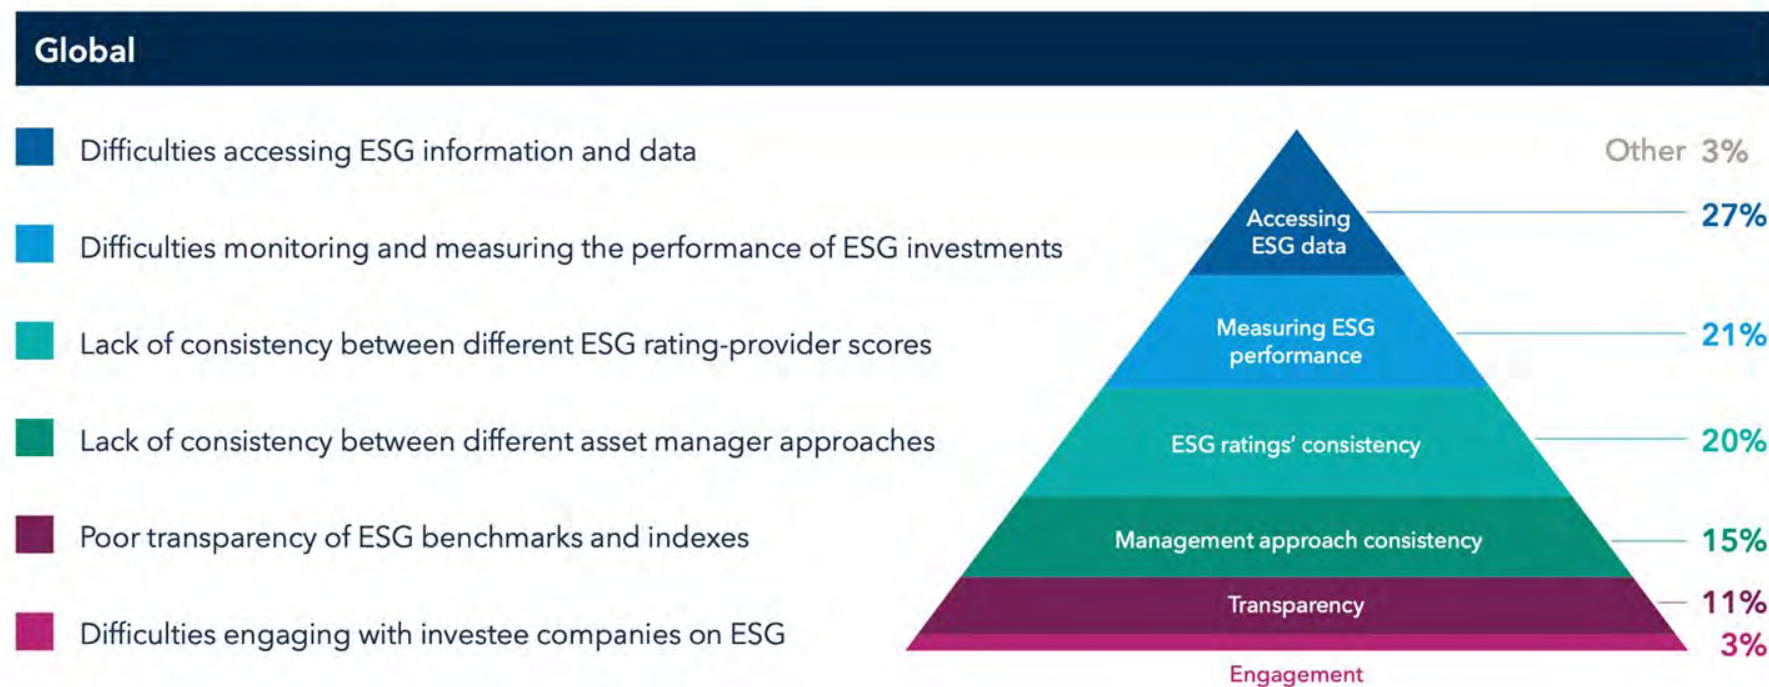 Global
Difficulties accessing ESG information and data
Difficulties monitoring and measuring the performance of ESG investments
Lack of consistency between different ESG rating-provider scores
Lack of consistency between different asset manager approaches
Poor transparency of ESG benchmarks and indexes
Difficulties engaging with investee companies on ESG
Other 3%
Accessing
ESG data
27%
Measuring ESG
performance
21%
ESG ratings’ consistency
20%
Management approach consistency
15%
Transparency
11%
3%
Engagement